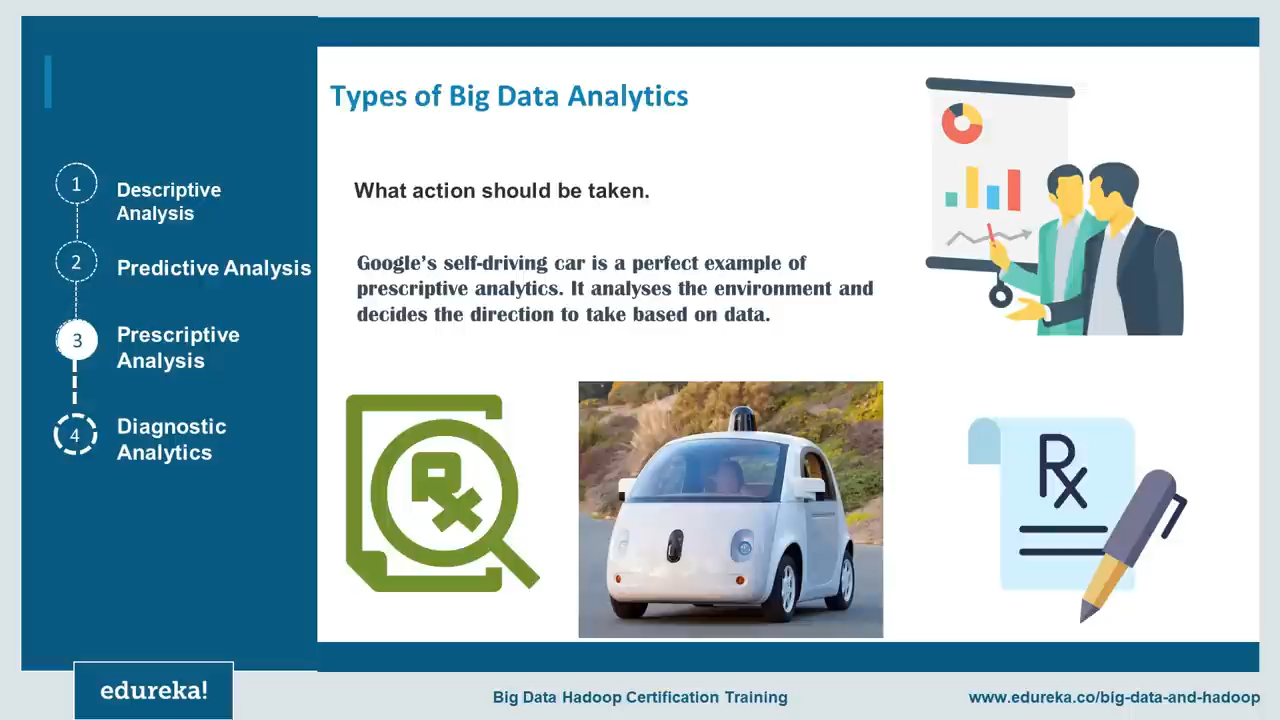 Types of Big Data Analytics
1
Descriptive
Analysis
2
Predictive Analysis
3
Prescriptive
Analysis
4
Diagnostic
Analytics
What action should be taken.
Google's self-driving car is a perfect example of
prescriptive analytics. It analyses the environment and
decides the direction to take based on data.
Rx
Rx
edureka!
Big Data Hadoop Certification Training
www.edureka.co/big-data-and-hadoop